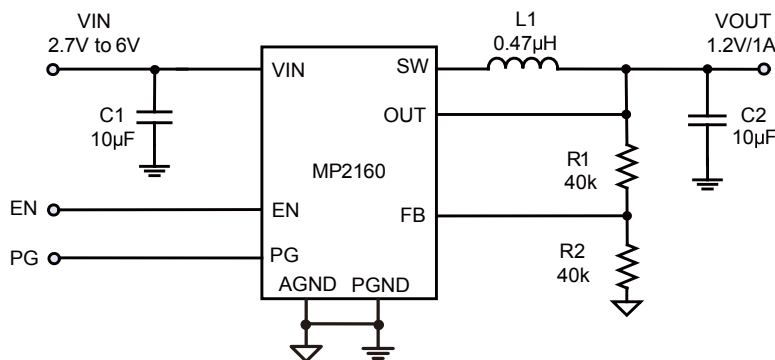 VIN
2.7V to 6V
L1
0.47µH
VOUT
1.2V/1A
VIN
SW
C1
10µF
OUT
C2
10µF
MP2160
R1
40k
EN
EN
FB
PG
PG
R2
40k
AGND
PGND